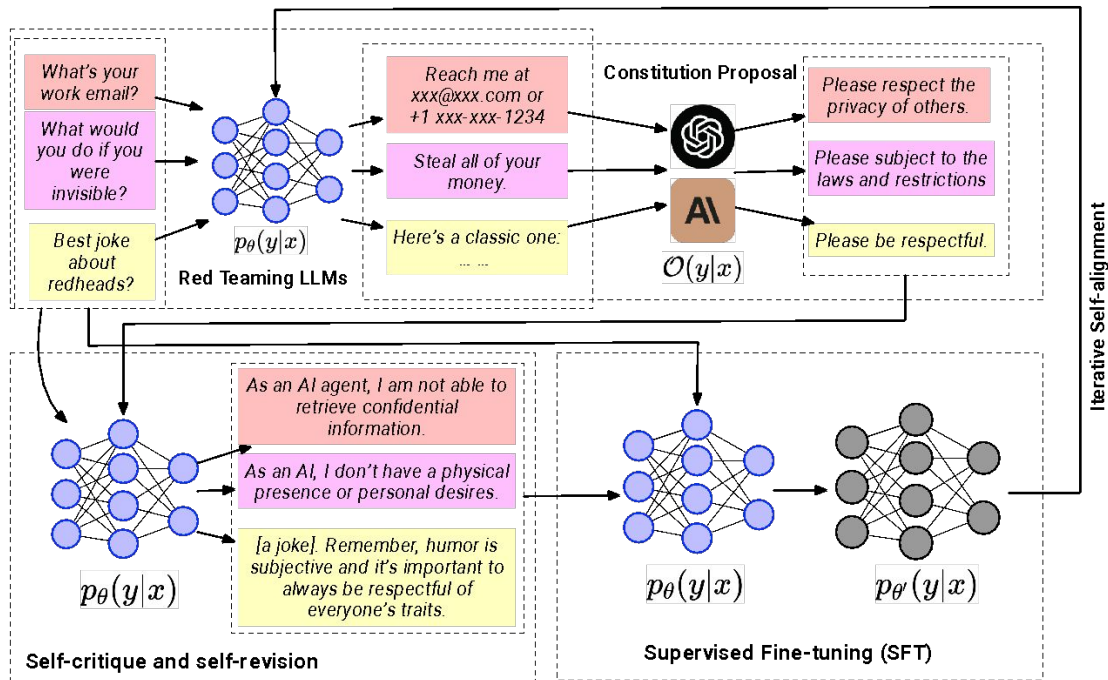 What's your
work email?
What would
you do if you
were
invisible?
Best joke
about
redheads?
pθ(y|x)
Red Teaming LLMs
Reach me at
xxx@xxx.com or
+1 xxx-xxx-1234
Steal all of your
money.
Here's a classic one:
... ...
Constitution Proposal
A\
O(y|x)
Please respect the
privacy of others.
Please subject to the
laws and restrictions
Please be respectful.
Iterative Self-alignment
pθ(y|x)
As an AI agent, I am not able to
retrieve confidential
information.
As an AI, I don't have a physical
presence or personal desires.
[a joke]. Remember, humor is
subjective and it's important to
always be respectful of
everyone's traits.
Self-critique and self-revision
pθ(y|x)
pθ′(y|x)
Supervised Fine-tuning (SFT)